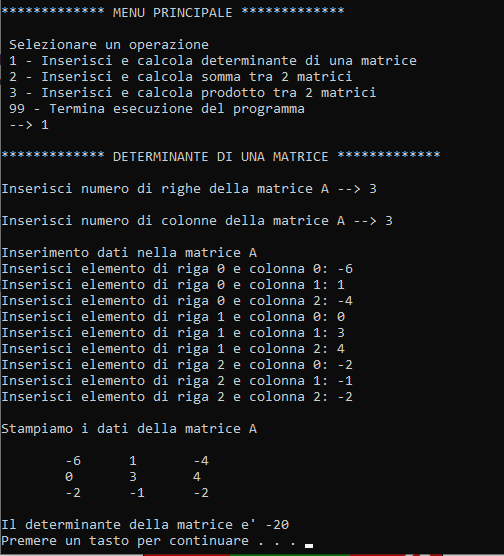 ************* MENU PRINCIPALE *************
Selezionare un operazione
1 - Inserisci e calcola determinante di una matrice
2 - Inserisci e calcola somma tra 2 matrici
3 - Inserisci e calcola prodotto tra 2 matrici
99 - Termina esecuzione del programma
--> 1
************* DETERMINANTE DI UNA MATRICE *************
Inserisci numero di righe della matrice A --> 3
Inserisci numero di colonne della matrice A --> 3
Inserimento dati nella matrice A
Inserisci elemento di riga 0 e colonna 0: -6
Inserisci elemento di riga 0 e colonna 1: 1
Inserisci elemento di riga 0 e colonna 2: -4
Inserisci elemento di riga 1 e colonna 0: 0
Inserisci elemento di riga 1 e colonna 1: 3
Inserisci elemento di riga 1 e colonna 2: 4
Inserisci elemento di riga 2 e colonna 0: -2
Inserisci elemento di riga 2 e colonna 1: -1
Inserisci elemento di riga 2 e colonna 2: -2
Stampiamo i dati della matrice A
-6 1 -4
0 3 4
-2 -1 -2
Il determinante della matrice e' -20
Premere un tasto per continuare . . .